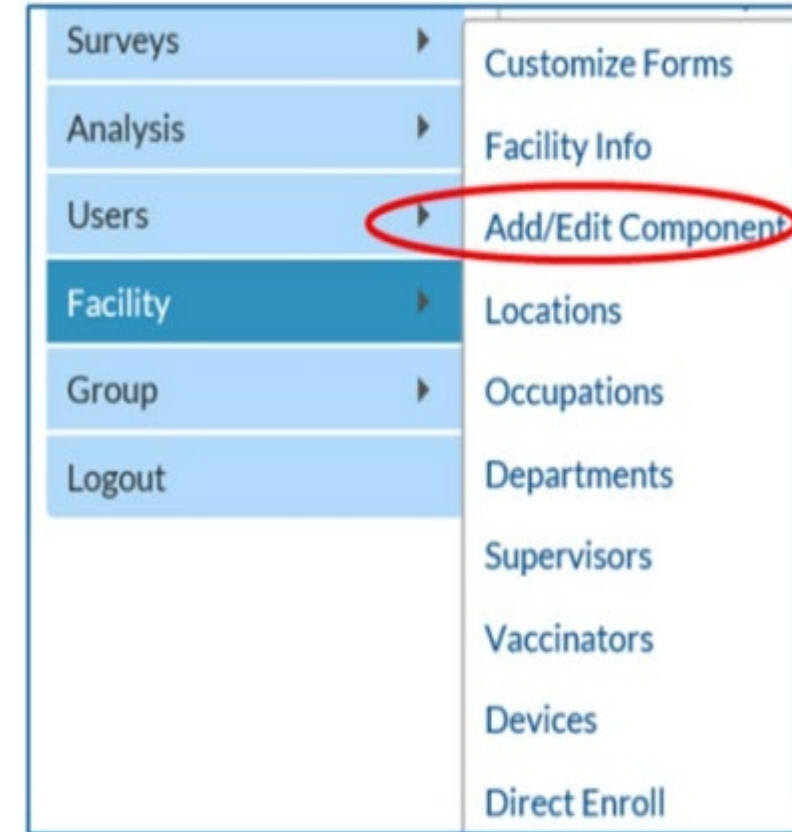 Surveys
Analysis
Users
Facility
Group
Logout
Customize Forms
Facility Info
Add/Edit Component
Locations
Occupations
Departments
Supervisors
Vaccinators
Devices
Direct Enroll